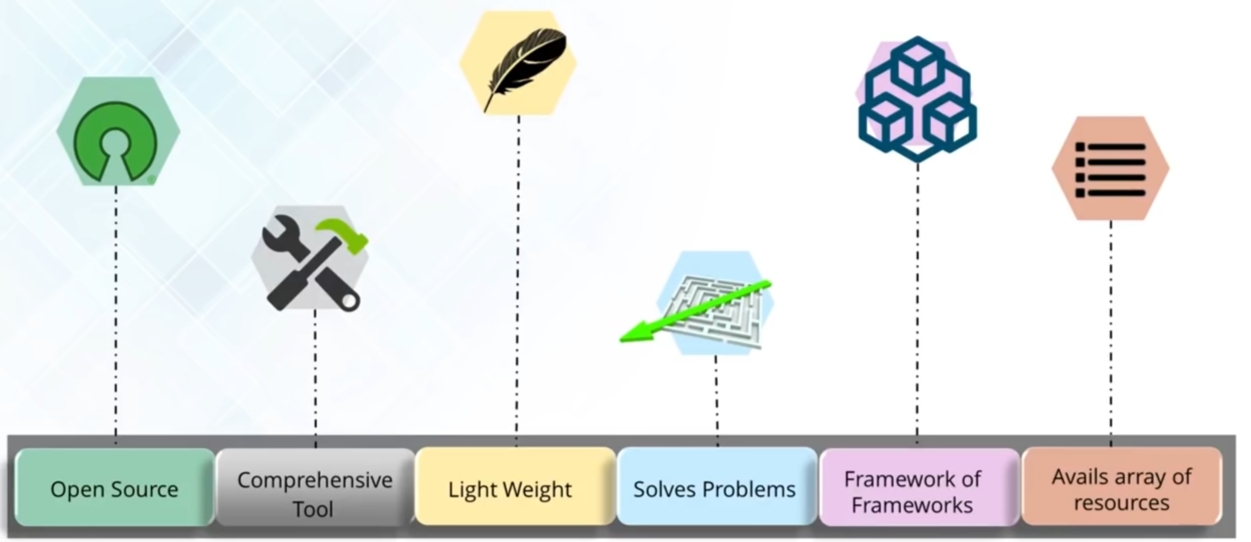 Open Source
Comprehensive
Tool
Light Weight
Solves Problems
Framework of
Frameworks
Avails array of
resources